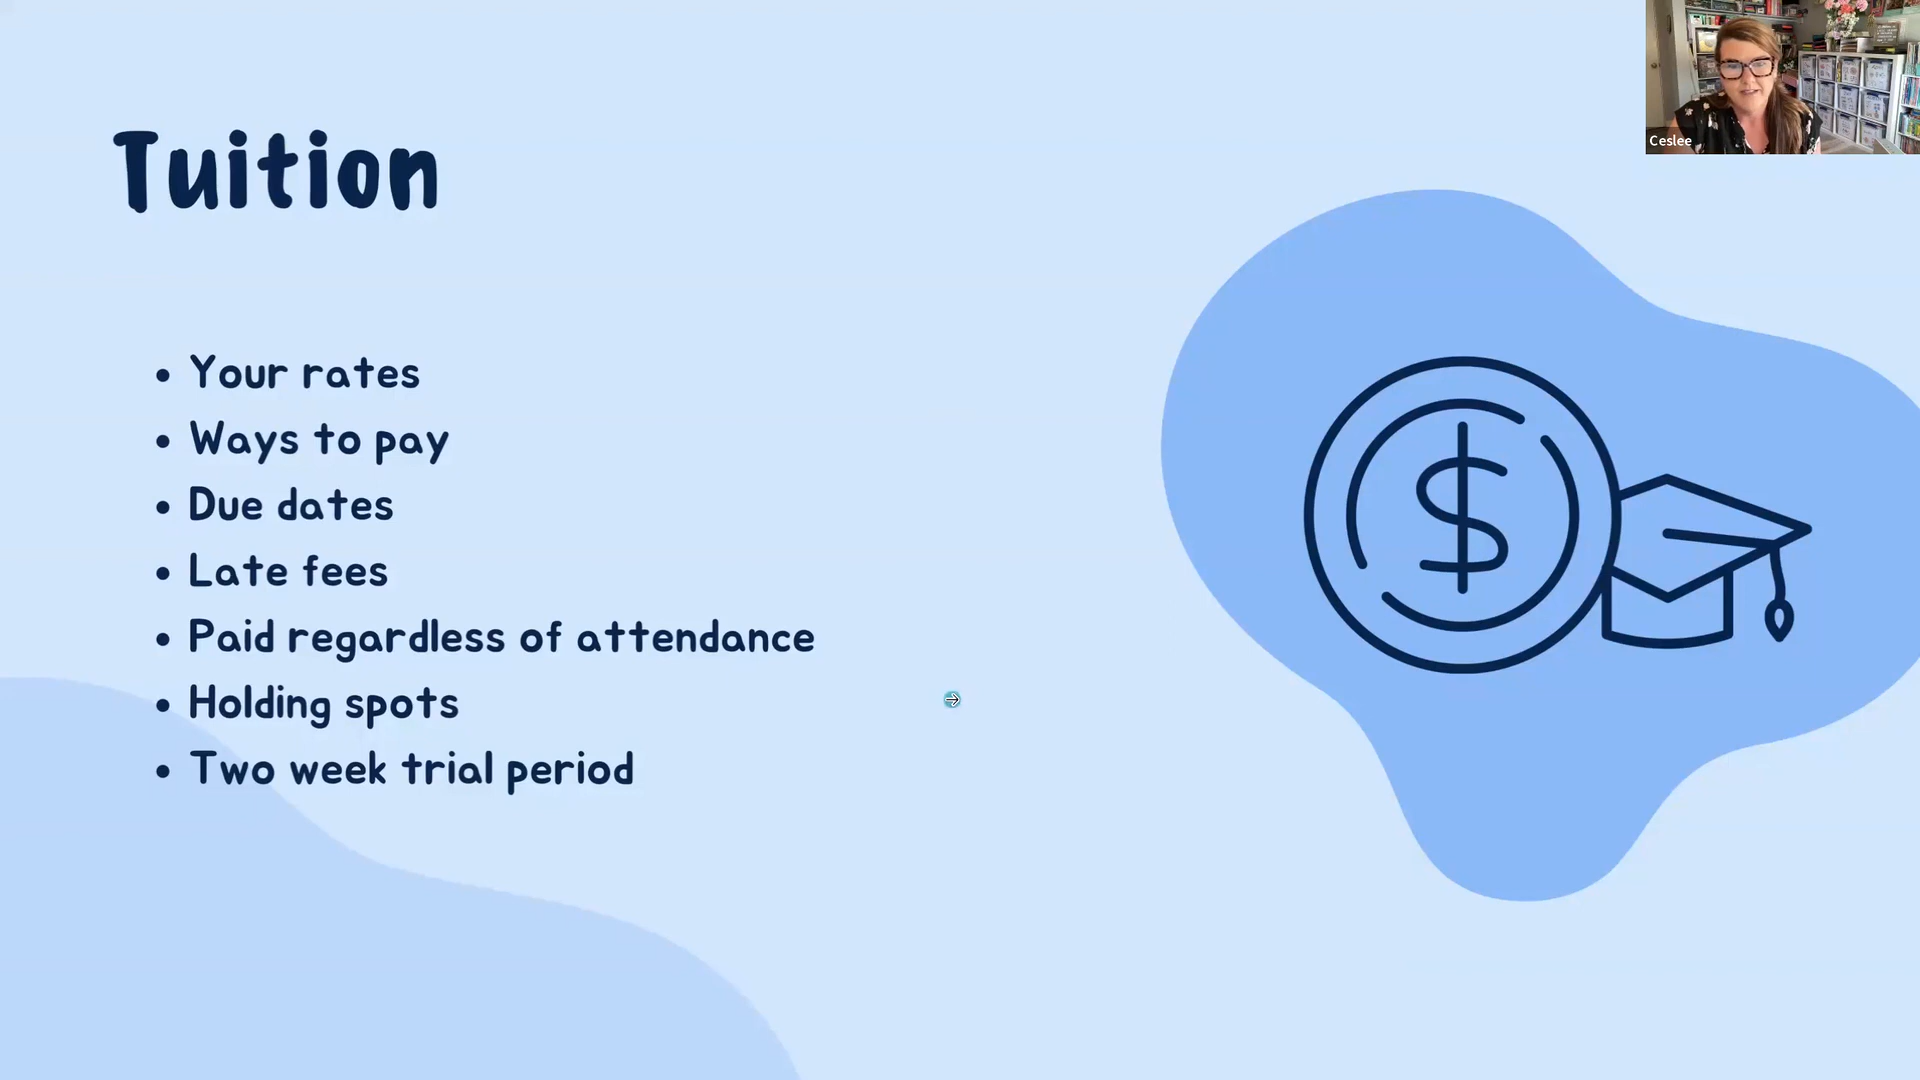 Ceslee
Tuition
• Your rates
• Ways to pay
• Due dates
• Late fees
• Paid regardless of attendance
• Holding spots
• Two week trial period
$